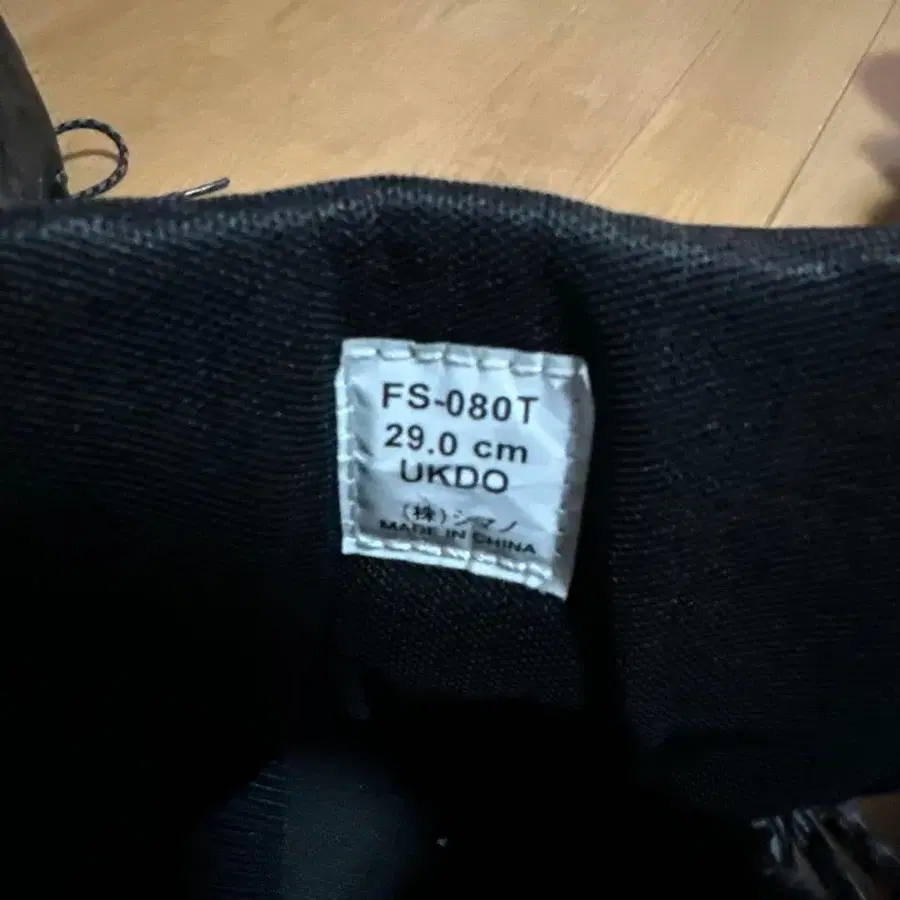 FS-080T
29.0 cm
UKDO
(株)シマノ
MADE IN CHINA